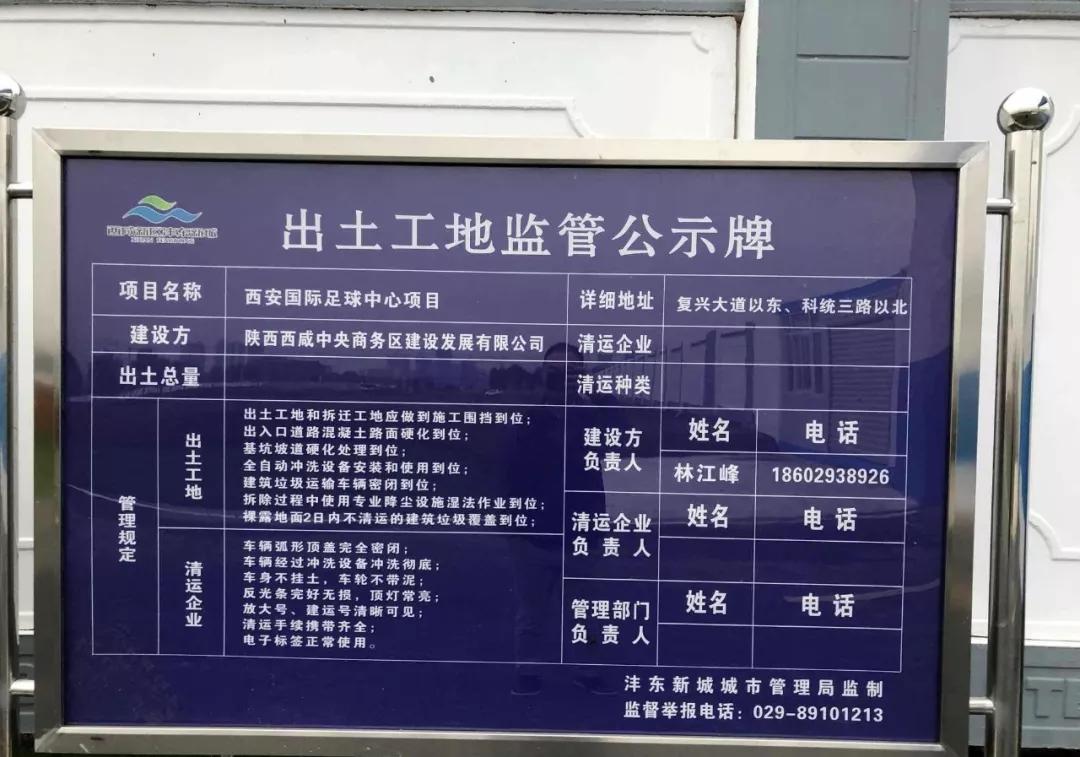 西咸新区沣东新城
出土工地监管公示牌
项目名称 西安国际足球中心项目 详细地址 复兴大道以东、科统三路以北
建设方 陕西西咸中央商务区建设发展有限公司 清运企业
出土总量 清运种类
管理规定
出土工地
出土工地和拆迁工地应做到施工围挡到位；
出入口道路混凝土路面硬化到位；
基坑坡道硬化处理到位；
全自动冲洗设备安装和使用到位；
建筑垃圾运输车辆密闭到位；
拆除过程中使用专业降尘设施湿法作业到位；
裸露地面2日内不清运的建筑垃圾覆盖到位；
清运企业
车辆弧形顶盖完全密闭；
车辆经过冲洗设备冲洗彻底；
车身不挂土，车轮不带泥；
反光条完好无损，顶灯常亮；
放大号、建运号清晰可见；
清运手续携带齐全；
电子标签正常使用。
建设方
负责人
姓名 电话
林江峰 18602938926
清运企业
负责人
姓名 电话
管理部门
负责人
姓名 电话
沣东新城城市管理局监制
监督举报电话：029-89101213